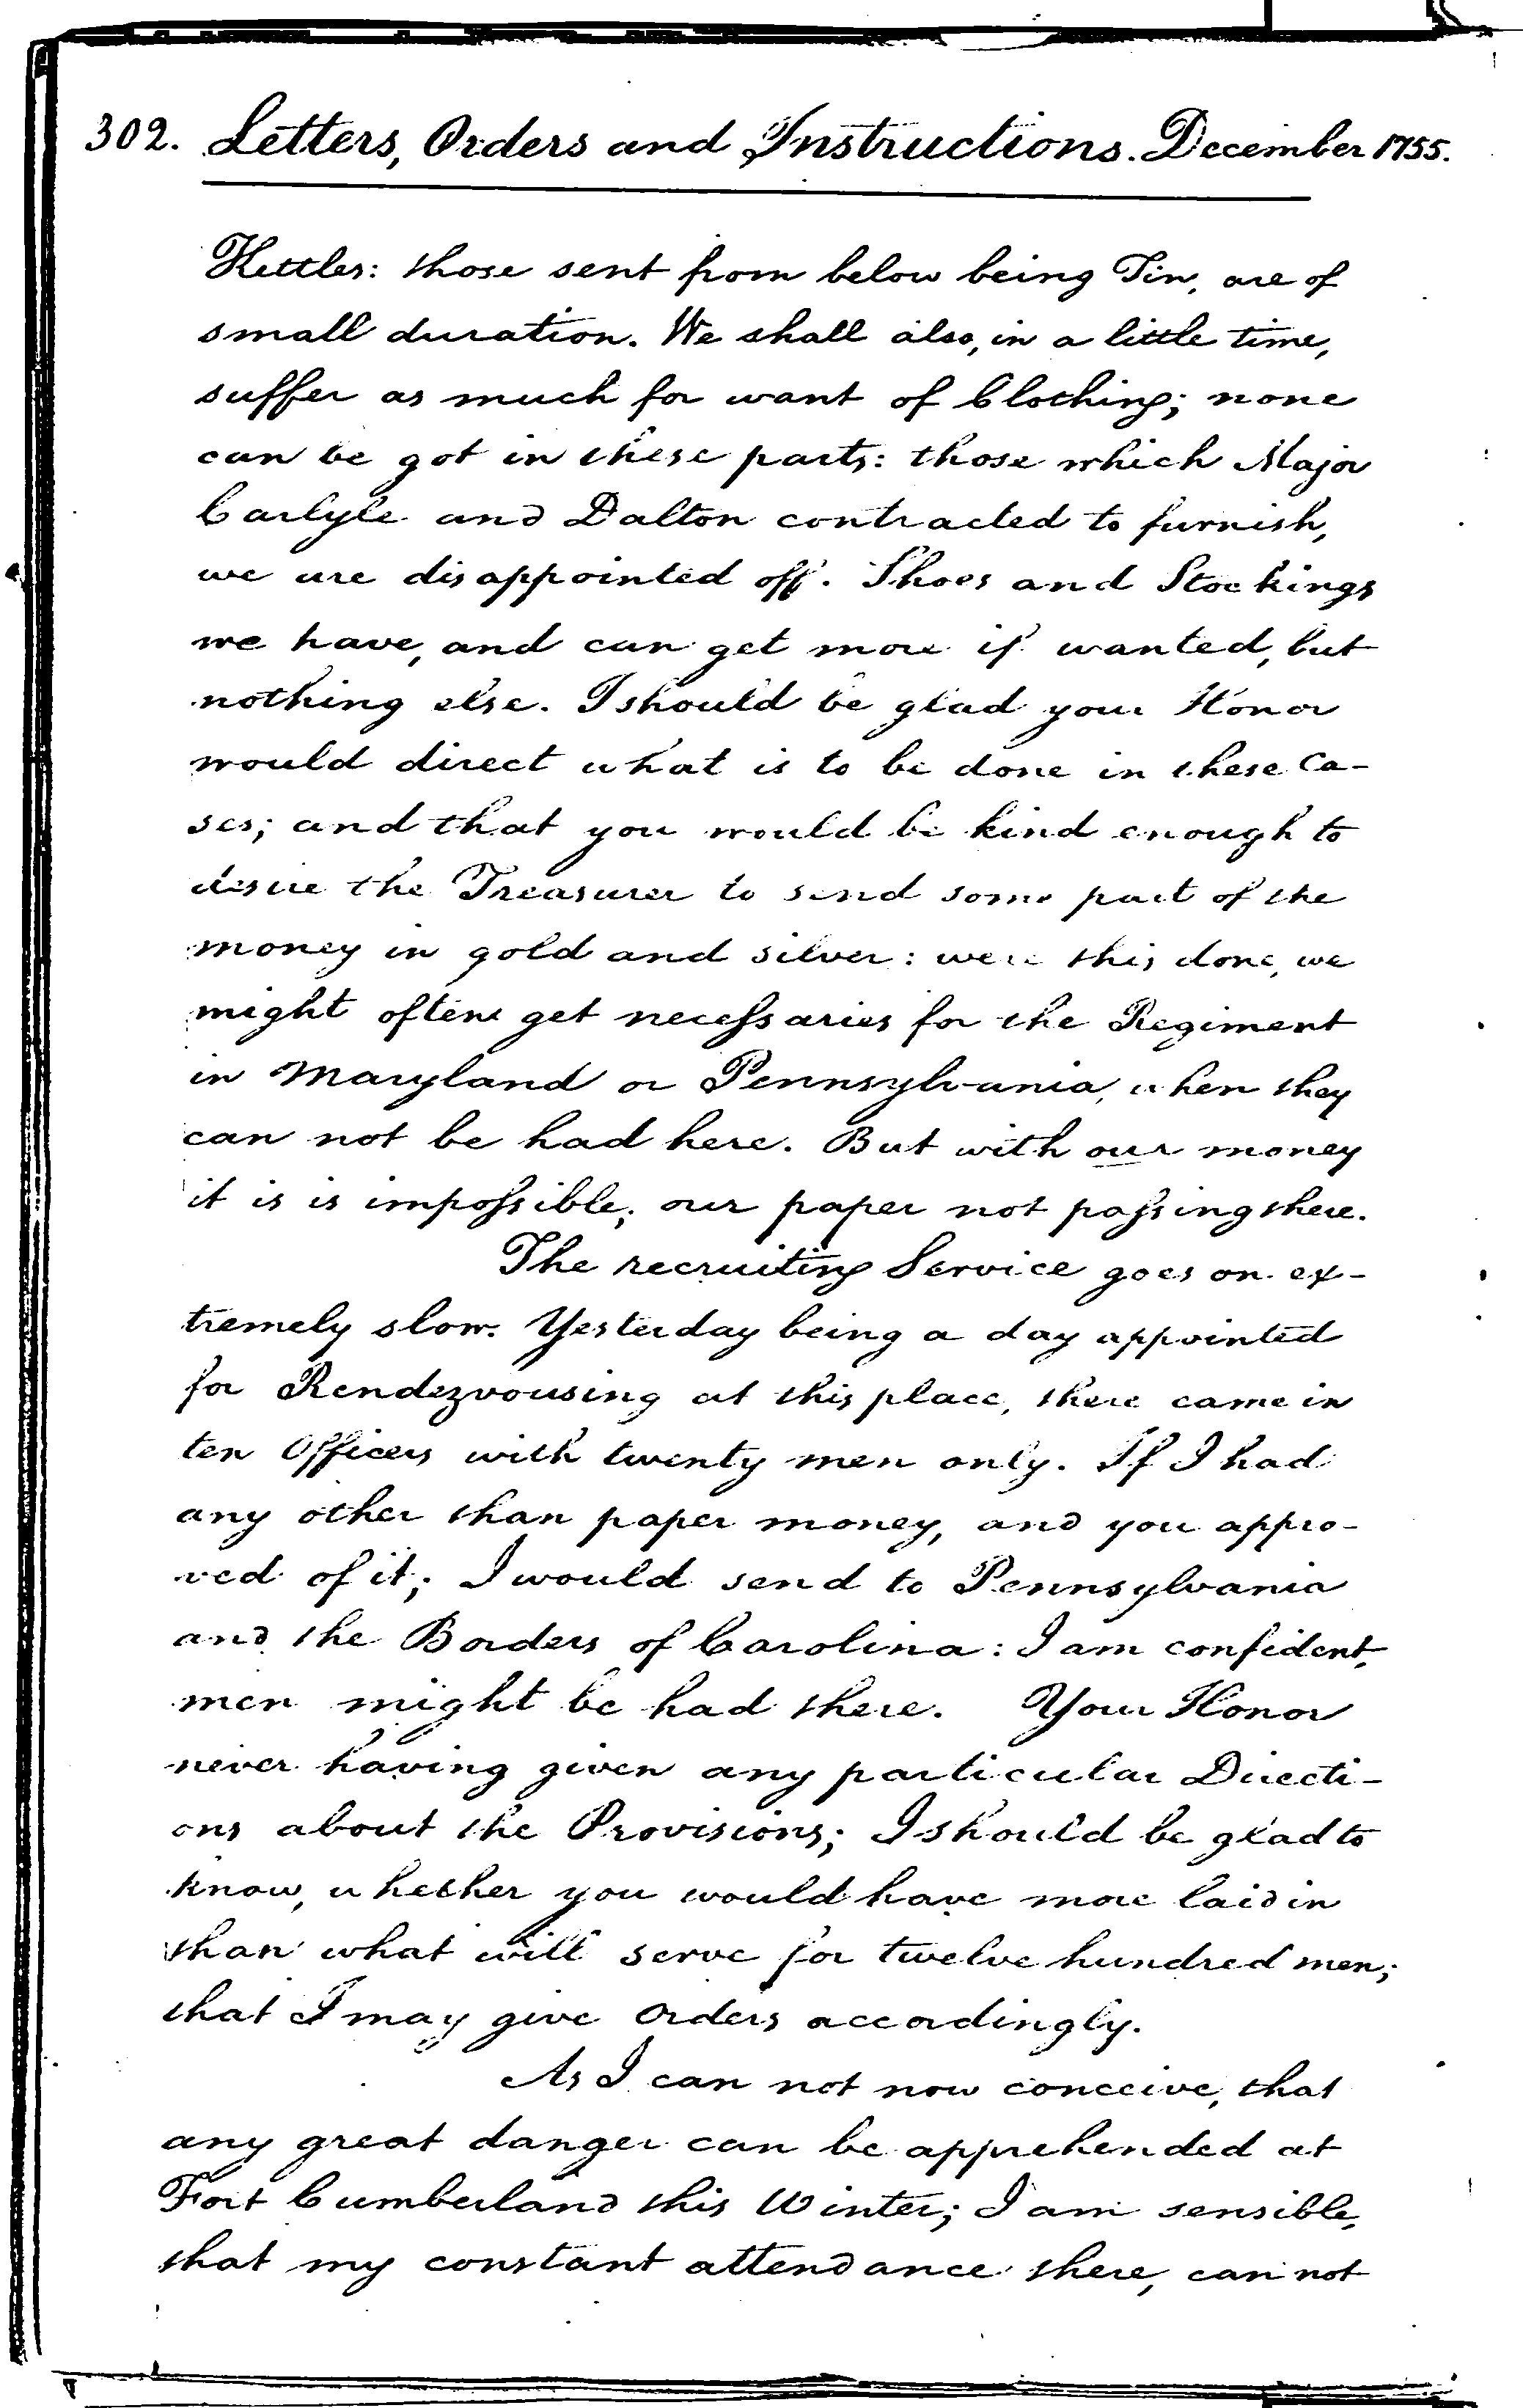 302. Letters, Orders and Instructions. December 1755.
Kettles: those sent from below being Tin, are of
small duration. We shall also, in a little time,
suffer as much for want of Clothing; none
can be got in these parts: those which Major
Carlyle and Dalton contracted to furnish,
we are disappointed off. Shoes and Stockings
we have, and can get more if wanted, but
nothing else. I should be glad your Honor
would direct what is to be done in these Ca-
ses; and that you would be kind enough to
desire the Treasurer to send some part of the
money in gold and silver: were this done, we
might often get necessaries for the Regiment
in Maryland or Pennsylvania, when they
can not be had here. But with our money
it is is impossible; our paper not passing there.
The recruiting Service goes on ex-
tremely slow. Yesterday being a day appointed
for Rendezvousing at this place, there came in
ten Officers with twenty men only. If I had
any other than paper money, and you appro-
ved of it; I would send to Pennsylvania
and the Borders of Carolina: I am confident,
men might be had there. Your Honor
never having given any particular Directi-
ons about the Provisions; I should be glad to
know, whether you would have more laid in
than what will serve for twelve hundred men;
that I may give Orders accordingly.
As I can not now conceive, that
any great danger can be apprehended at
Fort Cumberland this Winter; I am sensible,
that my constant attendance there, can not